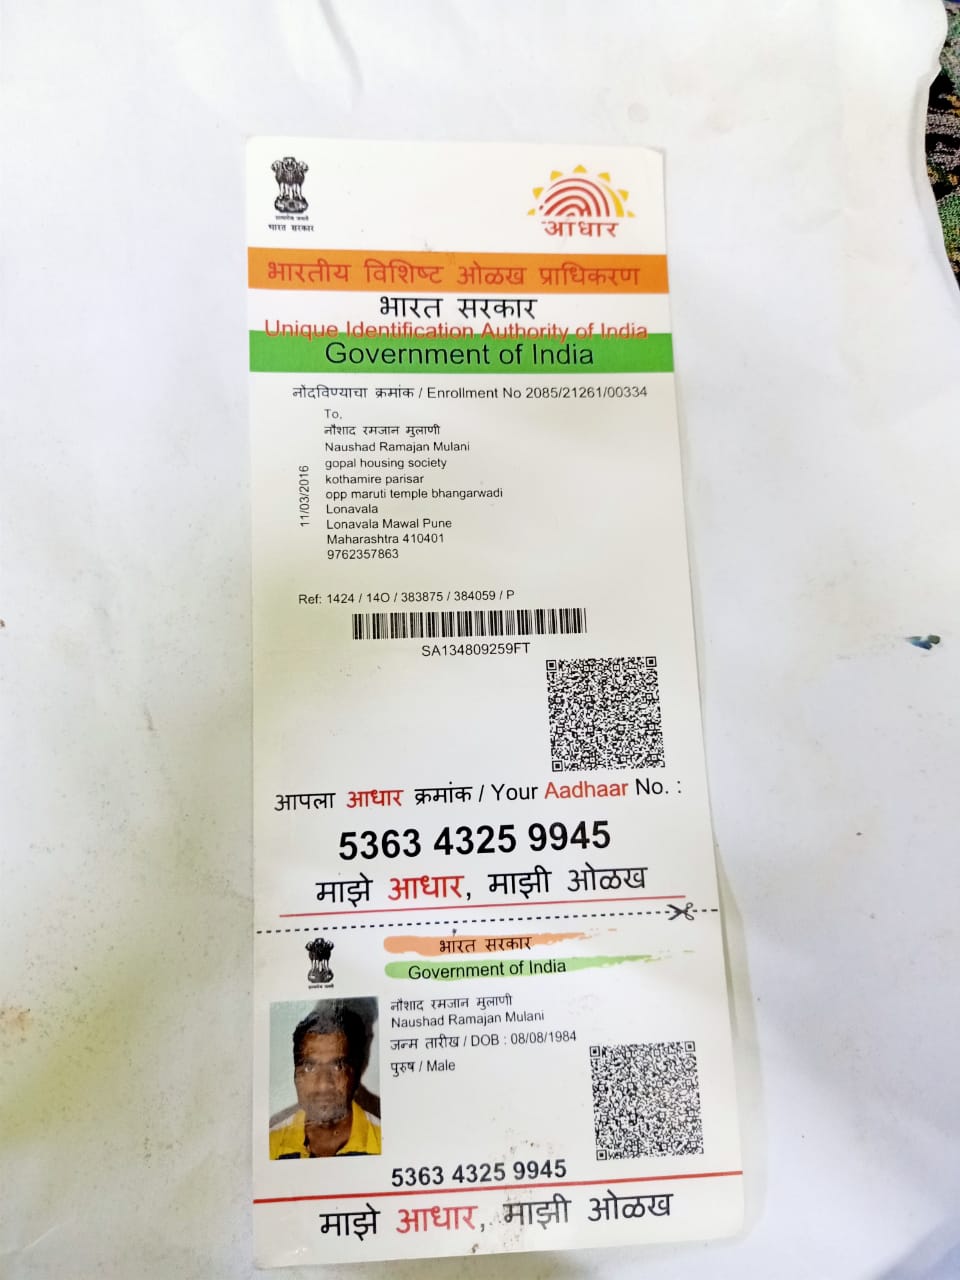 सत्यमेव जयते
भारत सरकार
आधार
भारतीय विशिष्ट ओळख प्राधिकरण
भारत सरकार
Unique Identification Authority of India
Government of India
नोंदविण्याचा क्रमांक / Enrollment No 2085/21261/00334
To,
नौशाद रमजान मुलाणी
Naushad Ramajan Mulani
gopal housing society
kothamire parisar
opp maruti temple bhangarwadi
Lonavala
Lonavala Mawal Pune
Maharashtra 410401
9762357863
11/03/2016
Ref: 1424 / 14O / 383875 / 384059 / P
SA134809259FT
आपला आधार क्रमांक / Your Aadhaar No. :
5363 4325 9945
माझे आधार, माझी ओळख
भारत सरकार
Government of India
नौशाद रमजान मुलाणी
Naushad Ramajan Mulani
जन्म तारीख / DOB : 08/08/1984
पुरुष / Male
5363 4325 9945
माझे आधार, माझी ओळख